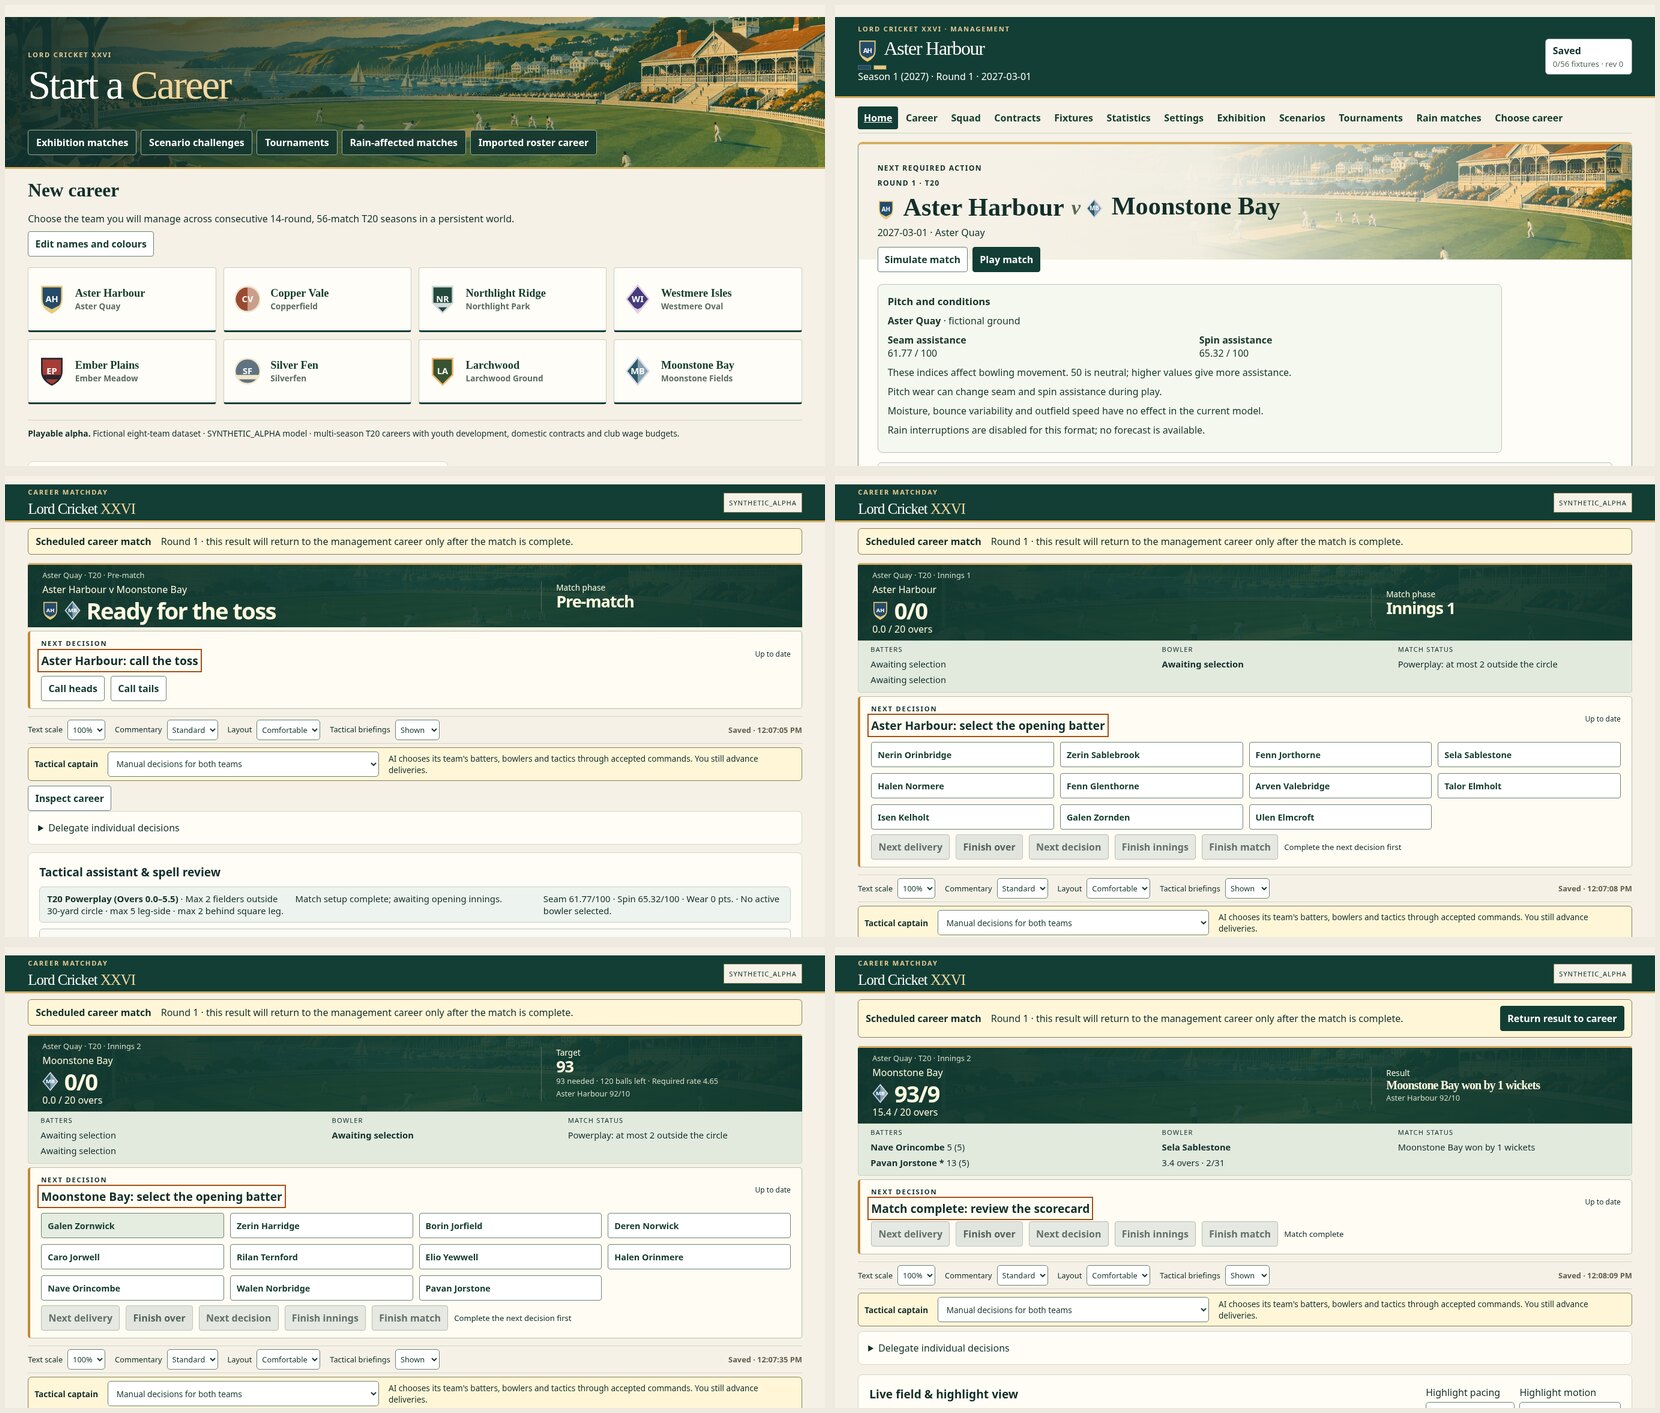 LORD CRICKET XXVI
Start a Career
Exhibition matches
Scenario challenges
Tournaments
Rain-affected matches
Imported roster career
New career
Choose the team you will manage across consecutive 14-round, 56-match T20 seasons in a persistent world.
Edit names and colours
AH
Aster Harbour
Aster Quay
CV
Copper Vale
Copperfield
NR
Northlight Ridge
Northlight Park
WI
Westmere Isles
Westmere Oval
EP
Ember Plains
Ember Meadow
SF
Silver Fen
Silverfen
LA
Larchwood
Larchwood Ground
MB
Moonstone Bay
Moonstone Fields
Playable alpha. Fictional eight-team dataset · SYNTHETIC_ALPHA model · multi-season T20 careers with youth development, domestic contracts and club wage budgets.
LORD CRICKET XXVI · MANAGEMENT
AH
Aster Harbour
Season 1 (2027) · Round 1 · 2027-03-01
Saved
0/56 fixtures · rev 0
Home
Career
Squad
Contracts
Fixtures
Statistics
Settings
Exhibition
Scenarios
Tournaments
Rain matches
Choose career
NEXT REQUIRED ACTION
ROUND 1 · T20
AH Aster Harbour v MB Moonstone Bay
2027-03-01 · Aster Quay
Simulate match
Play match
Pitch and conditions
Aster Quay · fictional ground
Seam assistance
61.77 / 100
Spin assistance
65.32 / 100
These indices affect bowling movement. 50 is neutral; higher values give more assistance.
Pitch wear can change seam and spin assistance during play.
Moisture, bounce variability and outfield speed have no effect in the current model.
Rain interruptions are disabled for this format; no forecast is available.
CAREER MATCHDAY
Lord Cricket XXVI
SYNTHETIC_ALPHA
Scheduled career match Round 1 · this result will return to the management career only after the match is complete.
Aster Quay · T20 · Pre-match
Aster Harbour v Moonstone Bay
AH MB Ready for the toss
Match phase
Pre-match
NEXT DECISION
Aster Harbour: call the toss
Up to date
Call heads
Call tails
Text scale 100% Commentary Standard Layout Comfortable Tactical briefings Shown
Saved · 12:07:05 PM
Tactical captain Manual decisions for both teams
AI chooses its team's batters, bowlers and tactics through accepted commands. You still advance
deliveries.
Inspect career
Delegate individual decisions
Tactical assistant & spell review
T20 Powerplay (Overs 0.0–5.5) · Max 2 fielders outside
30-yard circle · max 5 leg-side · max 2 behind square leg.
Match setup complete; awaiting opening innings.
Seam 61.77/100 · Spin 65.32/100 · Wear 0 pts. · No active
bowler selected.
CAREER MATCHDAY
Lord Cricket XXVI
SYNTHETIC_ALPHA
Scheduled career match Round 1 · this result will return to the management career only after the match is complete.
Aster Quay · T20 · Innings 1
Aster Harbour
AH 0/0
0.0 / 20 overs
Match phase
Innings 1
BATTERS
Awaiting selection
Awaiting selection
BOWLER
Awaiting selection
MATCH STATUS
Powerplay: at most 2 outside the circle
NEXT DECISION
Aster Harbour: select the opening batter
Up to date
Nerin Orinbridge
Zerin Sablebrook
Fenn Jorthorne
Sela Sablestone
Halen Normere
Fenn Glenthorne
Arven Valebridge
Talor Elmholt
Isen Kelholt
Galen Zornden
Ulen Elmcroft
Next delivery
Finish over
Next decision
Finish innings
Finish match
Complete the next decision first
Text scale 100% Commentary Standard Layout Comfortable Tactical briefings Shown
Saved · 12:07:08 PM
Tactical captain Manual decisions for both teams
AI chooses its team's batters, bowlers and tactics through accepted commands. You still advance
deliveries.
CAREER MATCHDAY
Lord Cricket XXVI
SYNTHETIC_ALPHA
Scheduled career match Round 1 · this result will return to the management career only after the match is complete.
Aster Quay · T20 · Innings 2
Moonstone Bay
MB 0/0
0.0 / 20 overs
Target
93
93 needed · 120 balls left · Required rate 4.65
Aster Harbour 92/10
BATTERS
Awaiting selection
Awaiting selection
BOWLER
Awaiting selection
MATCH STATUS
Powerplay: at most 2 outside the circle
NEXT DECISION
Moonstone Bay: select the opening batter
Up to date
Galen Zornwick
Zerin Harridge
Borin Jorfield
Deren Norwick
Caro Jorwell
Rilan Ternford
Elio Yewwell
Halen Orinmere
Nave Orincombe
Walen Norbridge
Pavan Jorstone
Next delivery
Finish over
Next decision
Finish innings
Finish match
Complete the next decision first
Text scale 100% Commentary Standard Layout Comfortable Tactical briefings Shown
Saved · 12:07:35 PM
Tactical captain Manual decisions for both teams
AI chooses its team's batters, bowlers and tactics through accepted commands. You still advance
deliveries.
CAREER MATCHDAY
Lord Cricket XXVI
SYNTHETIC_ALPHA
Scheduled career match Round 1 · this result will return to the management career only after the match is complete.
Return result to career
Aster Quay · T20 · Innings 2
Moonstone Bay
MB 93/9
15.4 / 20 overs
Result
Moonstone Bay won by 1 wickets
Aster Harbour 92/10
BATTERS
Nave Orincombe 5 (5)
Pavan Jorstone * 13 (5)
BOWLER
Sela Sablestone
3.4 overs · 2/31
MATCH STATUS
Moonstone Bay won by 1 wickets
NEXT DECISION
Match complete: review the scorecard
Up to date
Next delivery
Finish over
Next decision
Finish innings
Finish match
Match complete
Text scale 100% Commentary Standard Layout Comfortable Tactical briefings Shown
Saved · 12:08:09 PM
Tactical captain Manual decisions for both teams
AI chooses its team's batters, bowlers and tactics through accepted commands. You still advance
deliveries.
Delegate individual decisions
Live field & highlight view
Highlight pacing
Highlight motion